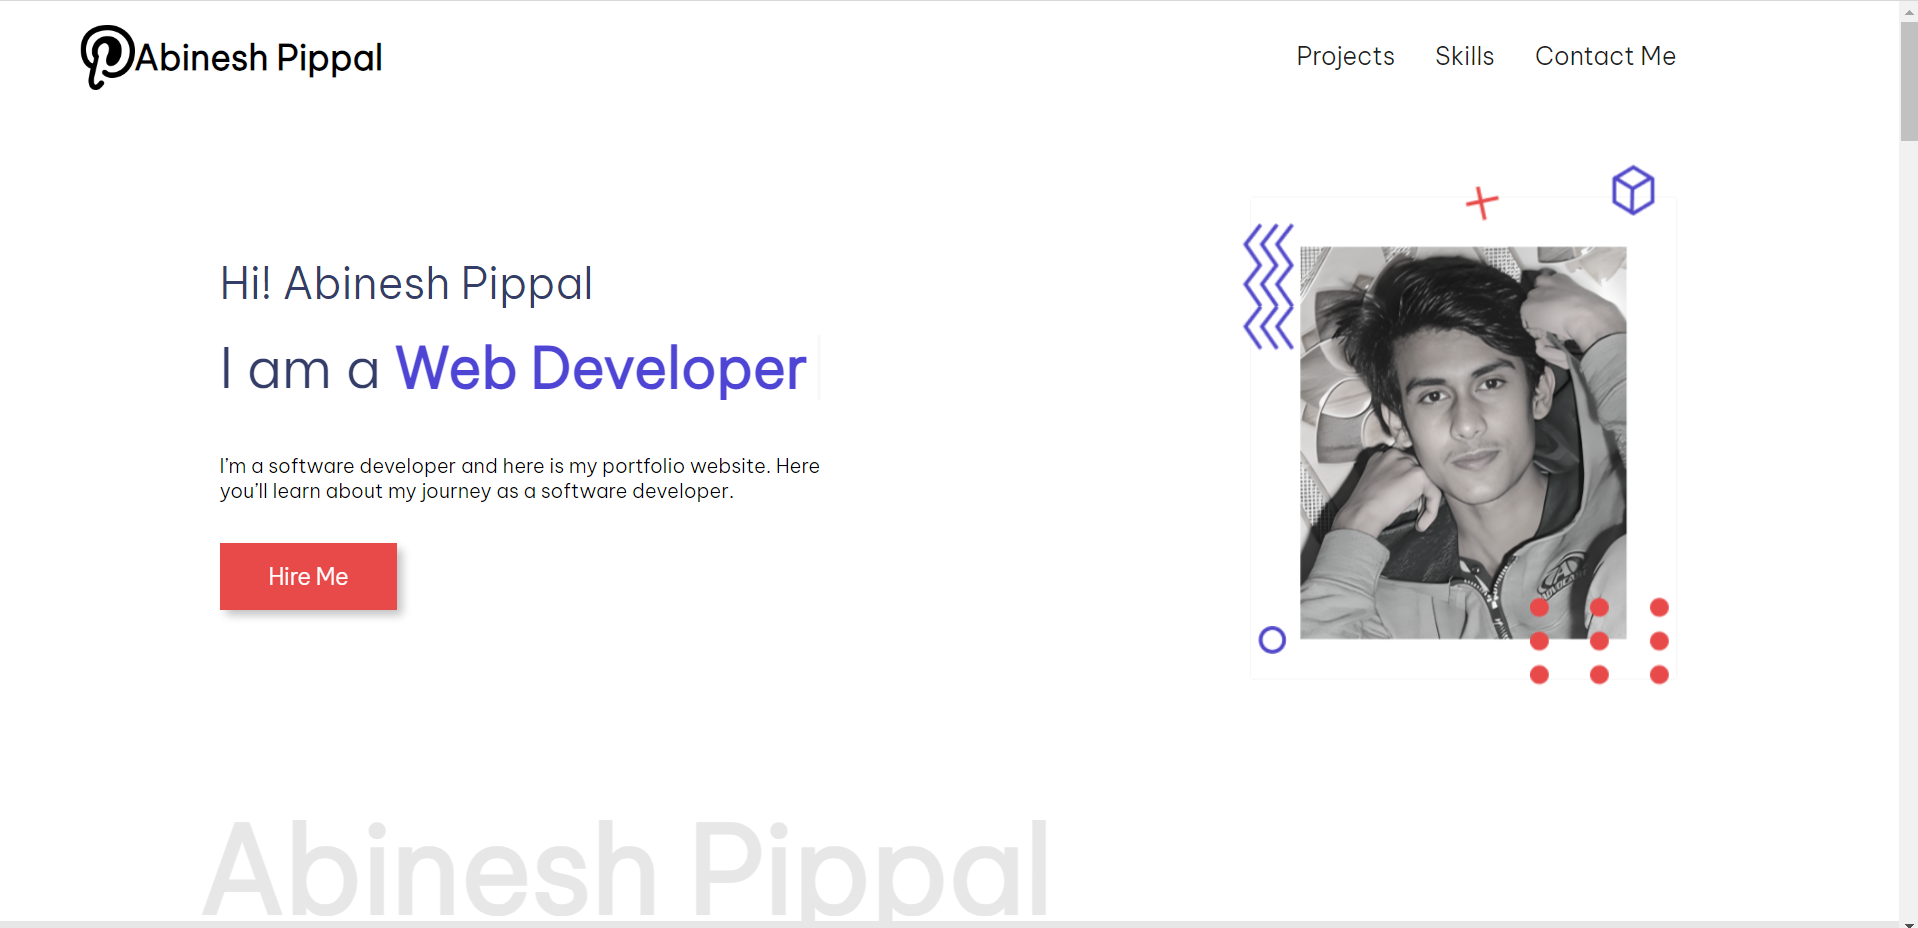 Abinesh Pippal
Projects Skills Contact Me
Hi! Abinesh Pippal
I am a Web Developer
I'm a software developer and here is my portfolio website. Here
you'll learn about my journey as a software developer.
Hire Me
Abinesh Pippal